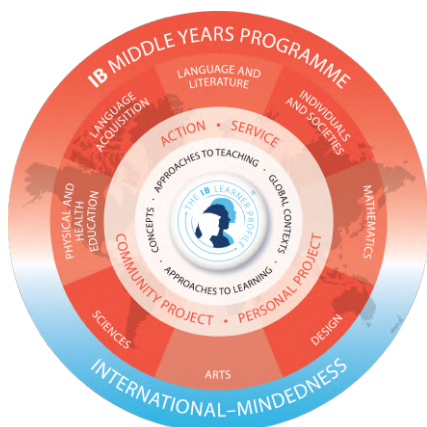 IB MIDDLE YEARS PROGRAMME
LANGUAGE AND
LITERATURE
LANGUAGE
ACQUISITION
INDIVIDUALS
AND SOCIETIES
PHYSICAL AND
HEALTH
EDUCATION
MATHEMATICS
SCIENCES
ARTS
DESIGN
ACTION • SERVICE
COMMUNITY PROJECT • PERSONAL PROJECT
APPROACHES TO TEACHING
GLOBAL CONTEXTS
APPROACHES TO LEARNING
CONCEPTS
THE IB LEARNER PROFILE
®
INTERNATIONAL–MINDEDNESS